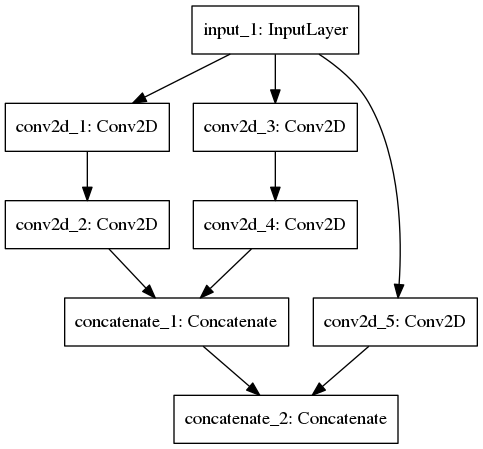 input_1: InputLayer
conv2d_1: Conv2D
conv2d_3: Conv2D
conv2d_2: Conv2D
conv2d_4: Conv2D
concatenate_1: Concatenate
conv2d_5: Conv2D
concatenate_2: Concatenate